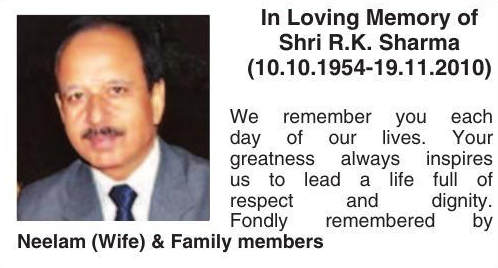 In Loving Memory of
Shri R.K. Sharma
(10.10.1954-19.11.2010)
We remember you each
day of our lives. Your
greatness always inspires
us to lead a life full of
respect and dignity.
Fondly remembered by
Neelam (Wife) & Family members